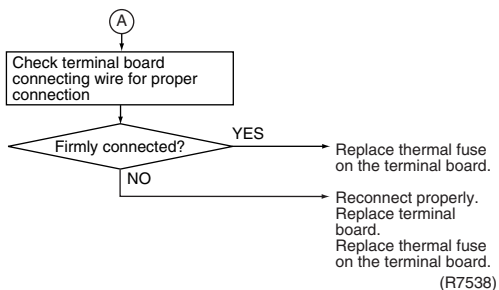 A
Check terminal board
connecting wire for proper
connection
Firmly connected?
YES
Replace thermal fuse
on the terminal board.
NO
Reconnect properly.
Replace terminal
board.
Replace thermal fuse
on the terminal board.
(R7538)